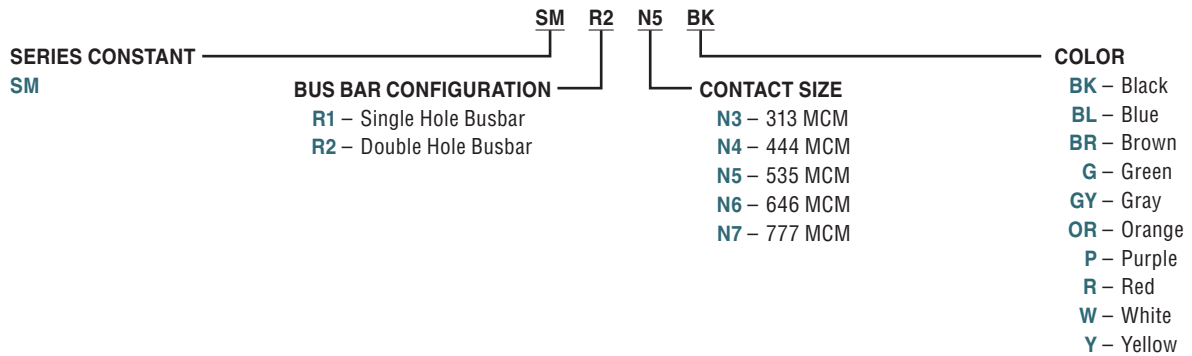 SM R2 N5 BK
SERIES CONSTANT
SM
BUS BAR CONFIGURATION
R1 – Single Hole Busbar
R2 – Double Hole Busbar
CONTACT SIZE
N3 – 313 MCM
N4 – 444 MCM
N5 – 535 MCM
N6 – 646 MCM
N7 – 777 MCM
COLOR
BK – Black
BL – Blue
BR – Brown
G – Green
GY – Gray
OR – Orange
P – Purple
R – Red
W – White
Y – Yellow